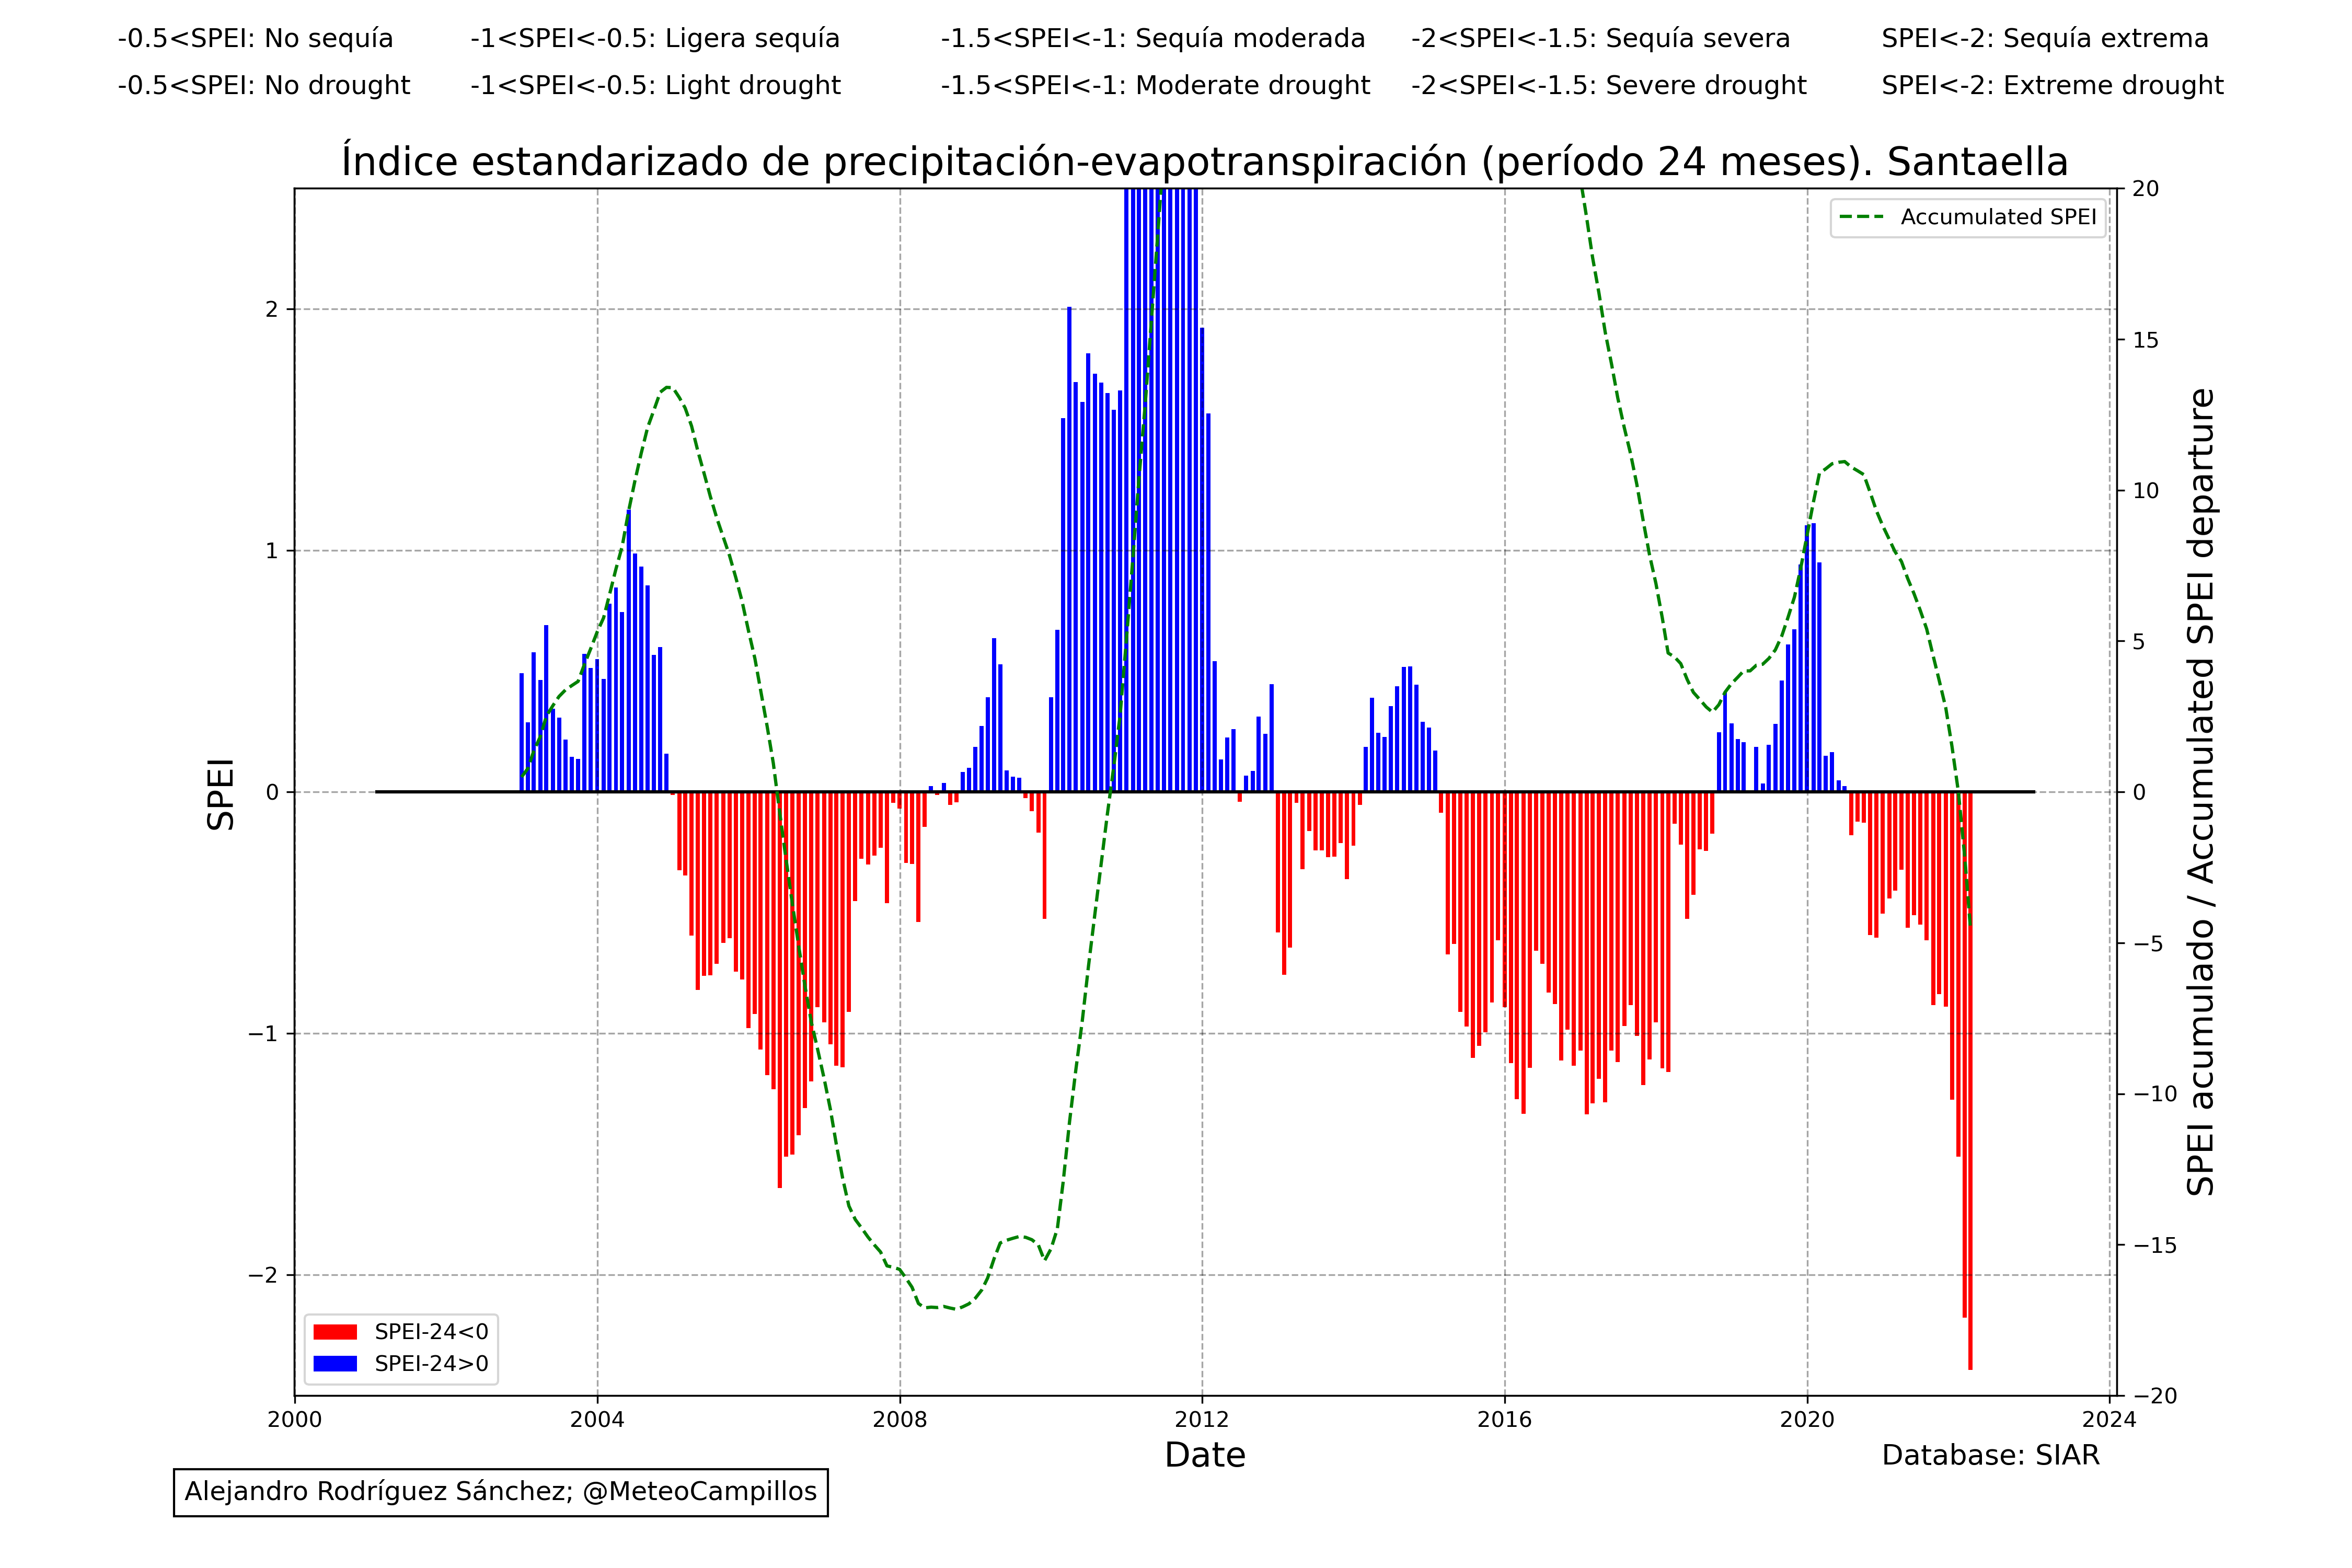 -0.5<SPEI: No sequía -1<SPEI<-0.5: Ligera sequía -1.5<SPEI<-1: Sequía moderada -2<SPEI<-1.5: Sequía severa SPEI<-2: Sequía extrema
-0.5<SPEI: No drought -1<SPEI<-0.5: Light drought -1.5<SPEI<-1: Moderate drought -2<SPEI<-1.5: Severe drought SPEI<-2: Extreme drought
Índice estandarizado de precipitación-evapotranspiración (período 24 meses). Santaella
Accumulated SPEI
SPEI
2
1
0
−1
−2
20
15
10
5
0
−5
−10
−15
−20
SPEI acumulado / Accumulated SPEI departure
SPEI-24<0
SPEI-24>0
2000 2004 2008 2012 2016 2020 2024
Date
Database: SIAR
Alejandro Rodríguez Sánchez; @MeteoCampillos